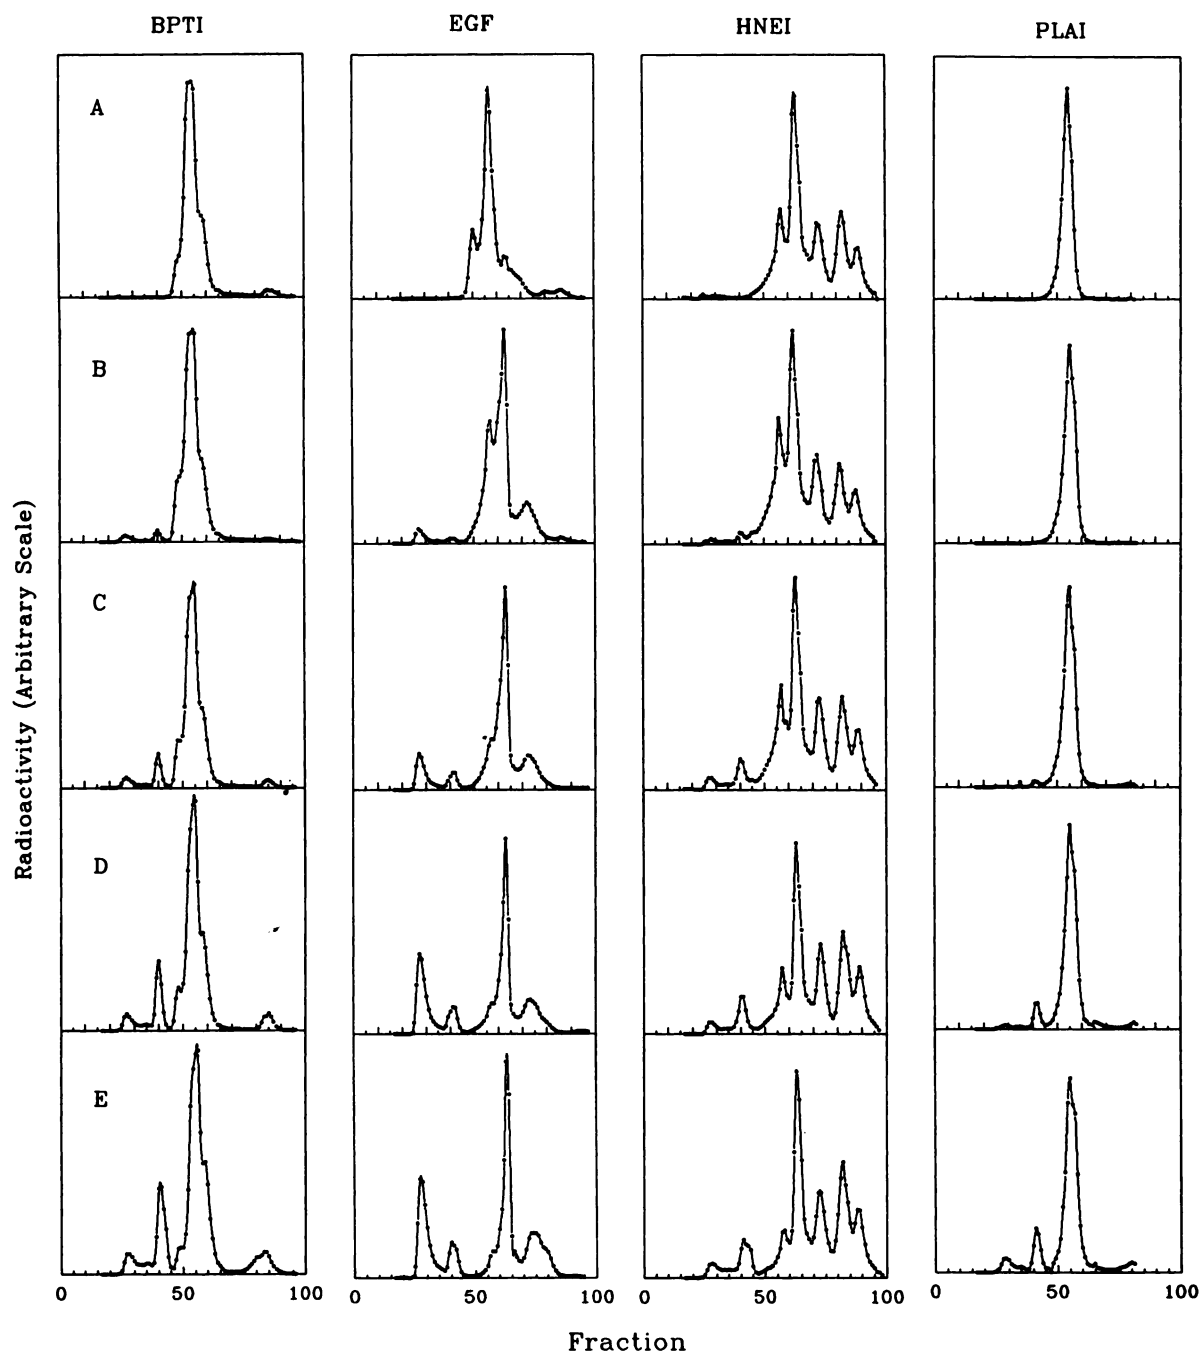 BPTI EGF HNEI PLAI
A
B
C
D
E
Radioactivity (Arbitrary Scale)
0 50 100 0 50 100 0 50 100 0 50 100
Fraction